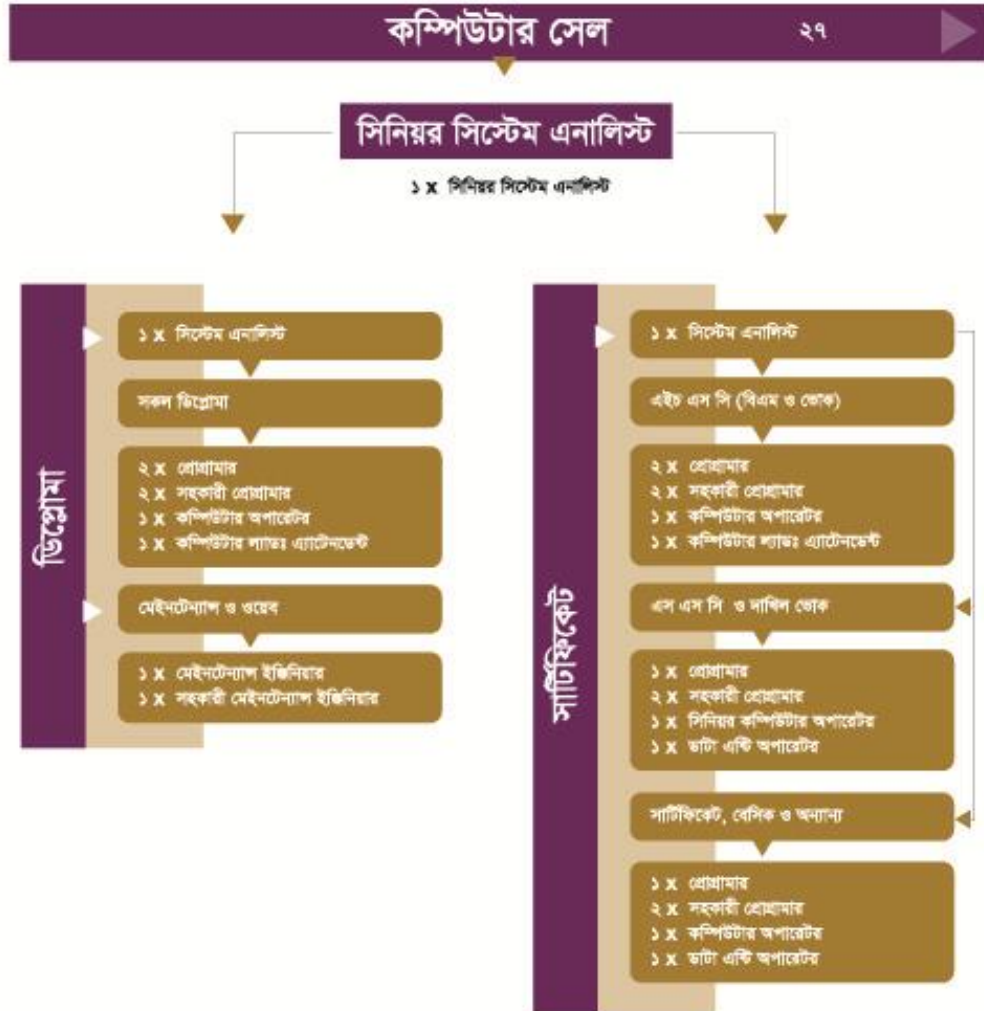 কম্পিউটার সেল ২৭
সিনিয়র সিস্টেম এনালিস্ট
১ x সিনিয়র সিস্টেম এনালিস্ট
ডিপ্লোমা
১ x সিস্টেম এনালিস্ট
সকল ডিপ্লোমা
২ x প্রোগ্রামার
২ x সহকারী প্রোগ্রামার
১ x কম্পিউটার অপারেটর
১ x কম্পিউটার ল্যাডঃ এ্যাটেনডেন্ট
মেইনটেন্যান্স ও ওয়েব
১ x মেইনটেন্যান্স ইঞ্জিনিয়ার
১ x সহকারী মেইনটেন্যান্স ইঞ্জিনিয়ার
সার্টিফিকেট
১ x সিস্টেম এনালিস্ট
এইচ এস সি (বিএম ও ভোক)
২ x প্রোগ্রামার
২ x সহকারী প্রোগ্রামার
১ x কম্পিউটার অপারেটর
১ x কম্পিউটার ল্যাডঃ এ্যাটেনডেন্ট
এস এস সি ও দাখিল ভোক
১ x প্রোগ্রামার
২ x সহকারী প্রোগ্রামার
১ x সিনিয়র কম্পিউটার অপারেটর
১ x ডাটা এন্টি অপারেটর
সার্টিফিকেট, বেসিক ও অন্যান্য
১ x প্রোগ্রামার
২ x সহকারী প্রোগ্রামার
১ x কম্পিউটার অপারেটর
১ x ডাটা এন্টি অপারেটর